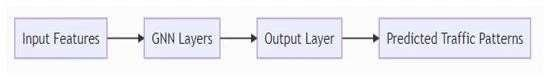 Input Features
GNN Layers
Output Layer
Predicted Traffic Patterns